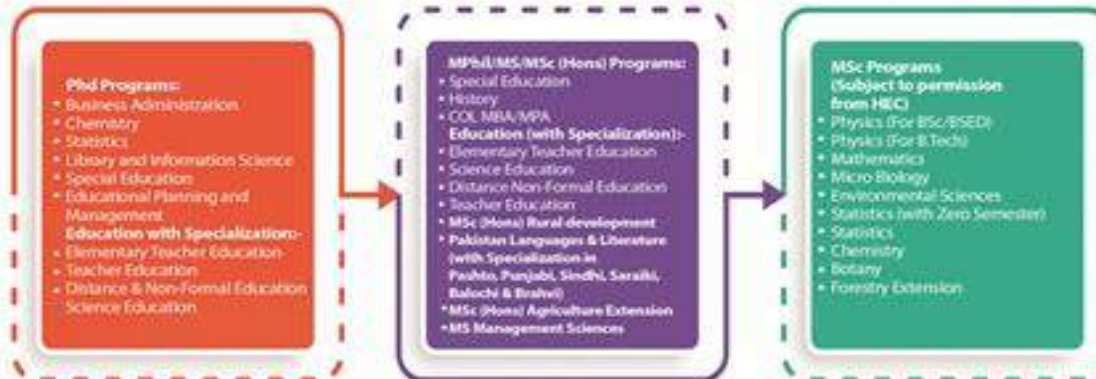 Phd Programs:
• Business Administration
• Chemistry
• Statistics
• Library and Information Science
• Special Education
• Educational Planning and
Management
Education with Specialization:-
• Elementary Teacher Education
• Teacher Education
• Distance & Non-Formal Education
Science Education
MPhil/MS/MSc (Hons) Programs:
• Special Education
• History
• COL MBA/MPA
Education (with Specialization):-
• Elementary Teacher Education
• Science Education
• Distance Non-Formal Education
• Teacher Education
• MSc (Hons) Rural development
• Pakistan Languages & Literature
(with Specialization in
Pashto, Punjabi, Sindhi, Saraiki,
Balochi & Brahvi)
• MSc (Hons) Agriculture Extension
• MS Management Sciences
MSc Programs
(Subject to permission
from HEC)
• Physics (For BSc/BSED)
• Physics (For B.Tech)
• Mathematics
• Micro Biology
• Environmental Sciences
• Statistics (with Zero Semester)
• Statistics
• Chemistry
• Botany
• Forestry Extension